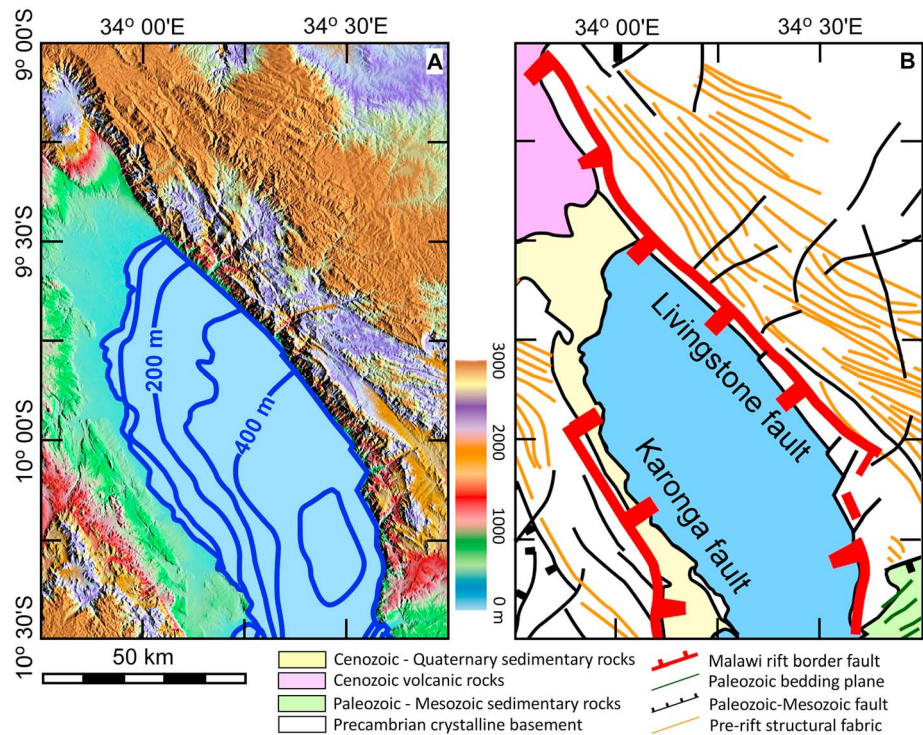 34° 00'E
34° 30'E
34° 00'E
34° 30'E
9° 00'S
9° 30'S
10° 00'S
10° 30'S
A
B
200 m
400 m
3000
2000
1000
0 m
Livingstone fault
Karonga fault
50 km
Cenozoic - Quaternary sedimentary rocks
Cenozoic volcanic rocks
Paleozoic - Mesozoic sedimentary rocks
Precambrian crystalline basement
Malawi rift border fault
Paleozoic bedding plane
Paleozoic-Mesozoic fault
Pre-rift structural fabric